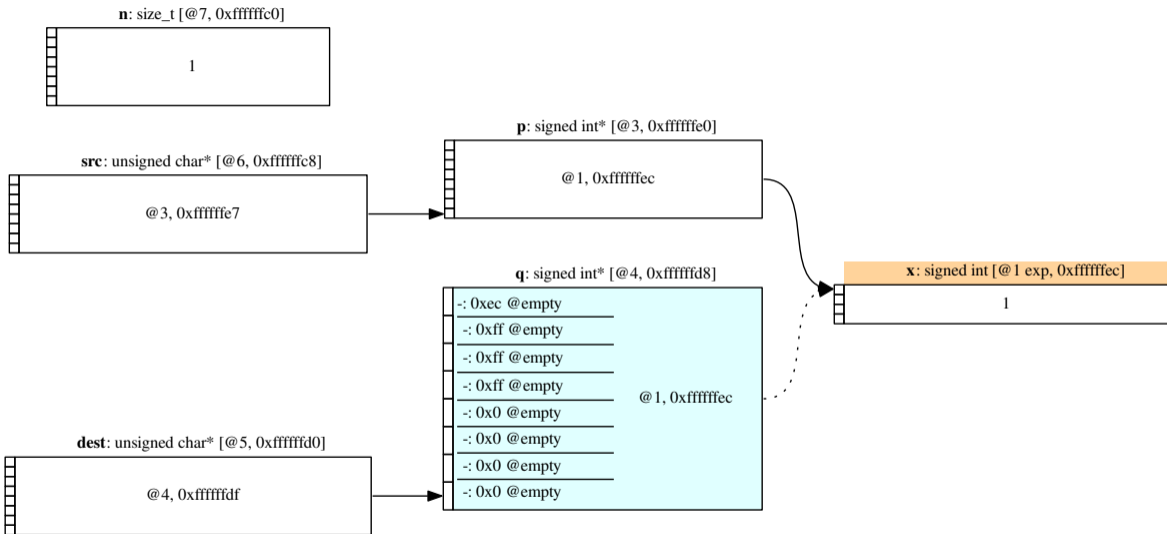 n: size_t [@7, 0xffffffc0]
1
p: signed int* [@3, 0xffffffe0]
@1, 0xffffffec
src: unsigned char* [@6, 0xffffffc8]
@3, 0xffffffe7
q: signed int* [@4, 0xffffffd8]
-: 0xec @empty
-: 0xff @empty
-: 0xff @empty
-: 0xff @empty
-: 0x0 @empty
-: 0x0 @empty
-: 0x0 @empty
-: 0x0 @empty
@1, 0xffffffec
x: signed int [@1 exp, 0xffffffec]
1
dest: unsigned char* [@5, 0xffffffd0]
@4, 0xffffffdf